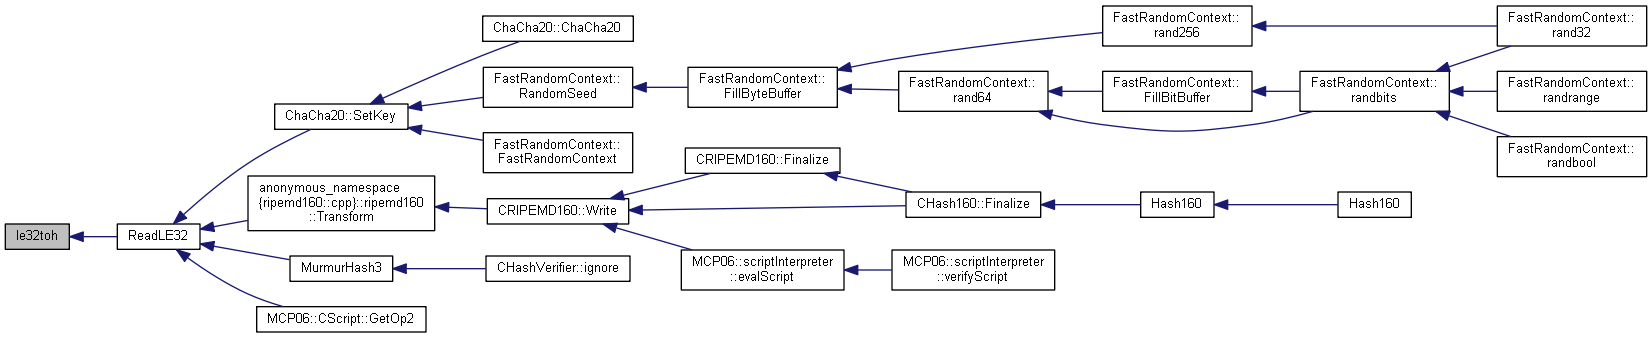 le32toh
ReadLE32
ChaCha20::SetKey
anonymous_namespace
{ripemd160::cpp}::ripemd160
::Transform
MurmurHash3
MCP06::CScript::GetOp2
ChaCha20::ChaCha20
FastRandomContext::
RandomSeed
FastRandomContext::
FastRandomContext
CRIPEMD160::Write
CHashVerifier::ignore
FastRandomContext::
FillByteBuffer
CRIPEMD160::Finalize
MCP06::scriptInterpreter
::evalScript
FastRandomContext::
rand64
CHash160::Finalize
MCP06::scriptInterpreter
::verifyScript
FastRandomContext::
rand256
FastRandomContext::
FillBitBuffer
Hash160
FastRandomContext::
randbits
Hash160
FastRandomContext::
rand32
FastRandomContext::
randrange
FastRandomContext::
randbool